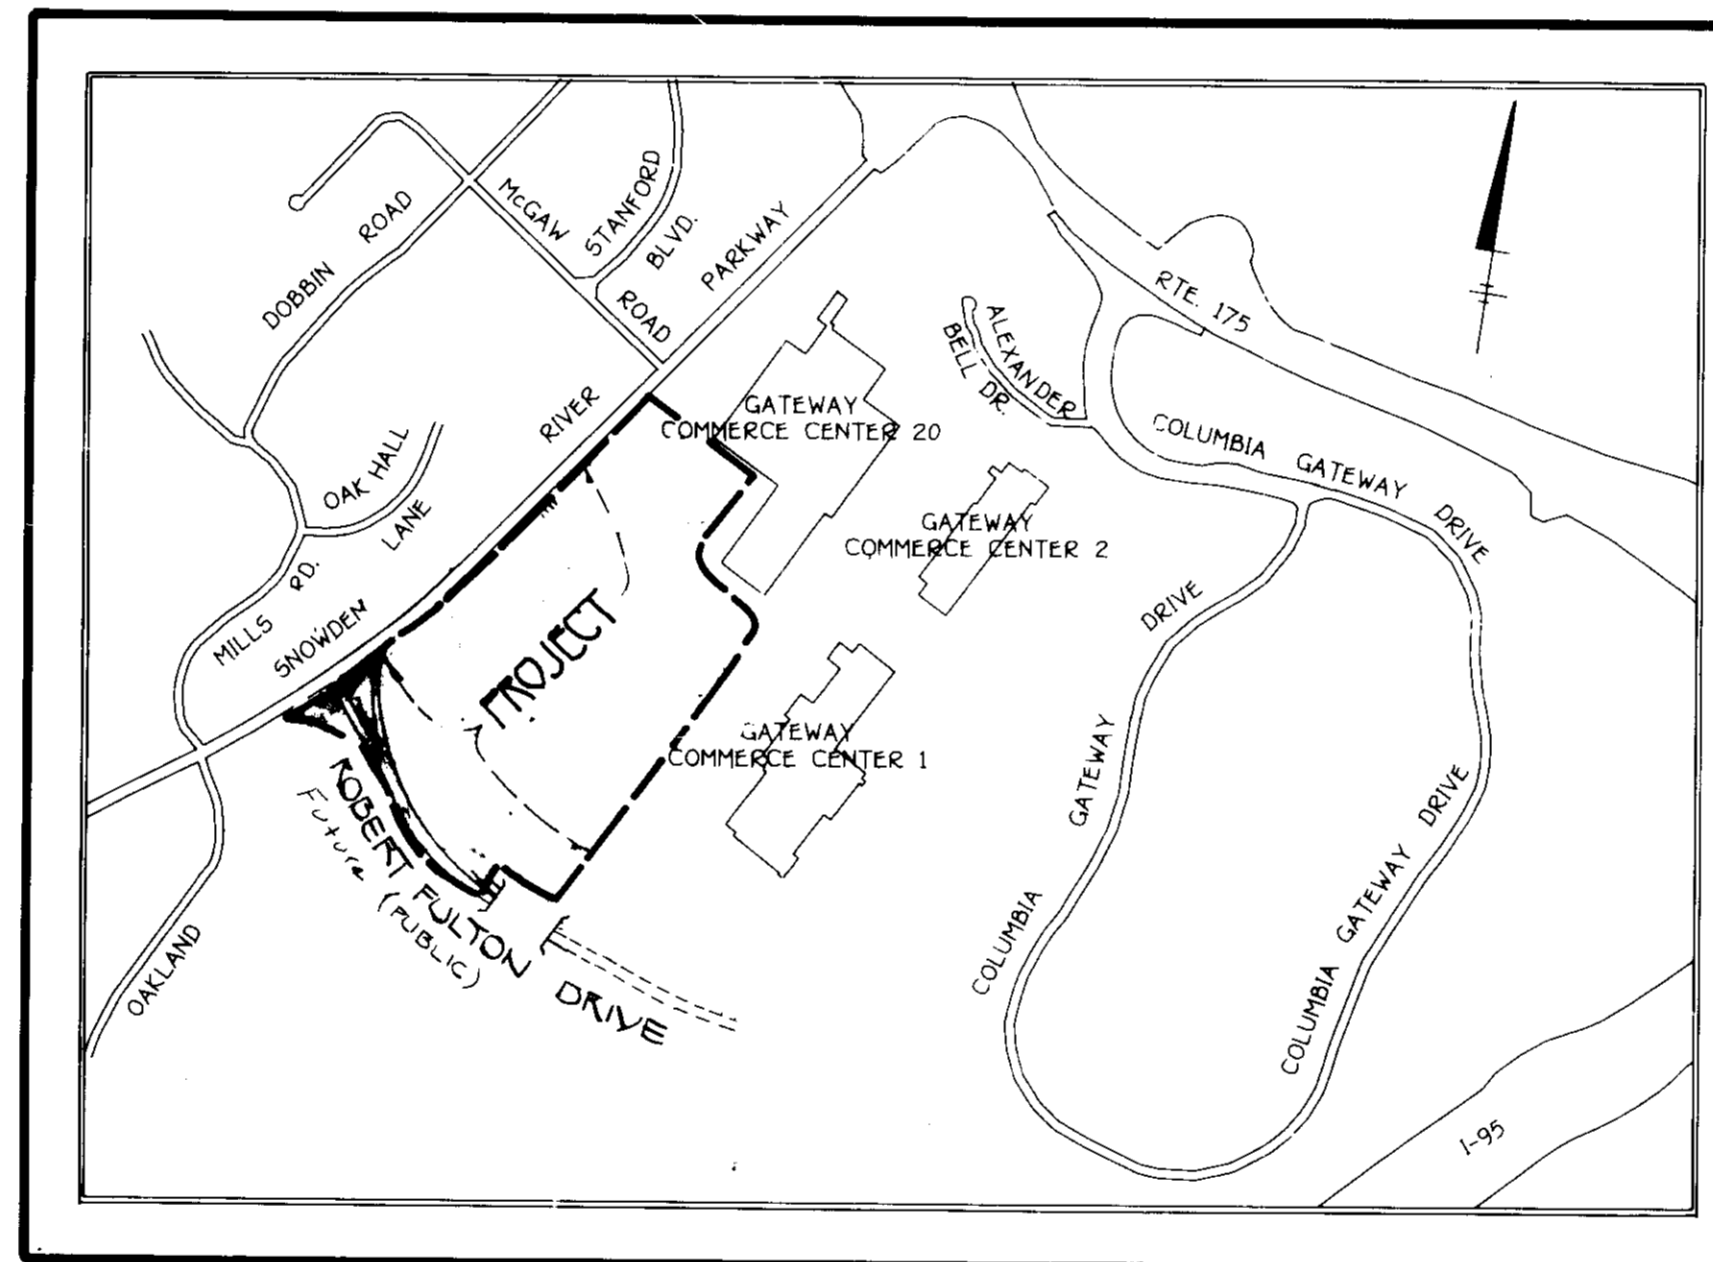 DOBBIN ROAD
McGAW ROAD
STANFORD
BLVD.
SNOWDEN RIVER PARKWAY
OAK HALL
LANE
OAKLAND MILLS RD.
RTE. 175
ALEXANDER
BELL DR.
GATEWAY
COMMERCE CENTER 20
GATEWAY
COMMERCE CENTER 2
GATEWAY
COMMERCE CENTER 1
COLUMBIA GATEWAY DRIVE
COLUMBIA GATEWAY DRIVE
COLUMBIA GATEWAY DRIVE
PROJECT
ROBERT FULTON DRIVE
Future (PUBLIC)
I-95